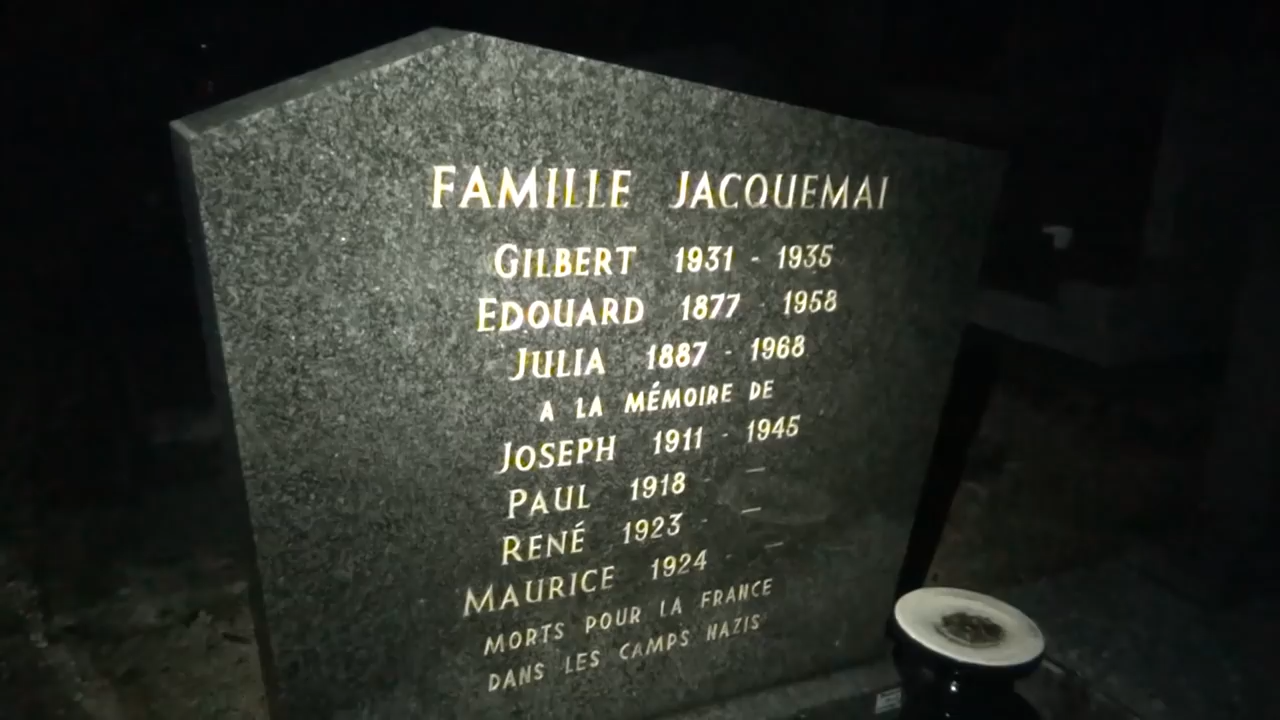 FAMILLE JACQUEMAI
GILBERT 1931 - 1935
EDOUARD 1877 - 1958
JULIA 1887 - 1968
A LA MÉMOIRE DE
JOSEPH 1911 - 1945
PAUL 1918 - —
RENÉ 1923 - —
MAURICE 1924 - —
MORTS POUR LA FRANCE
DANS LES CAMPS NAZIS